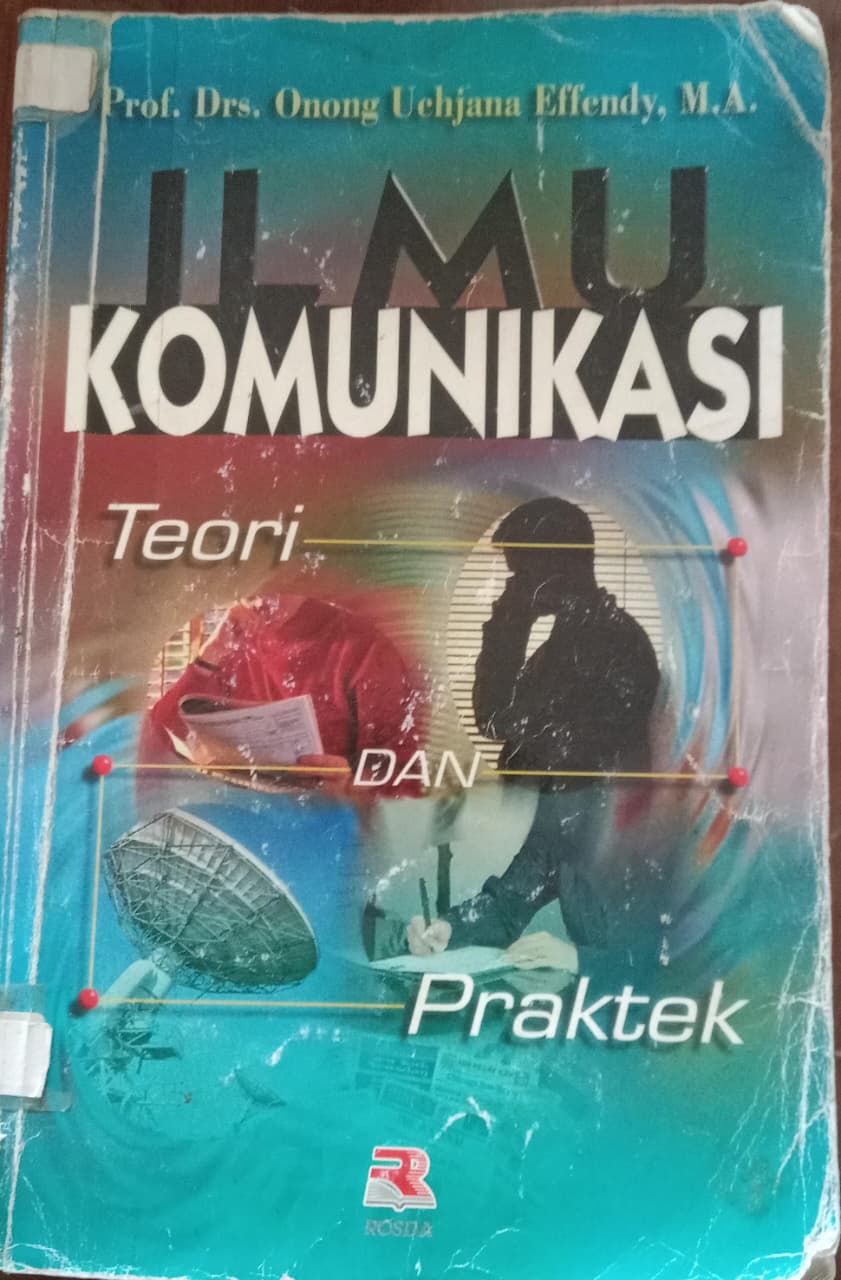 Prof. Drs. Onong Uchjana Effendy, M.A.
ILMU
KOMUNIKASI
Teori
DAN
Praktek
R
ROSDA